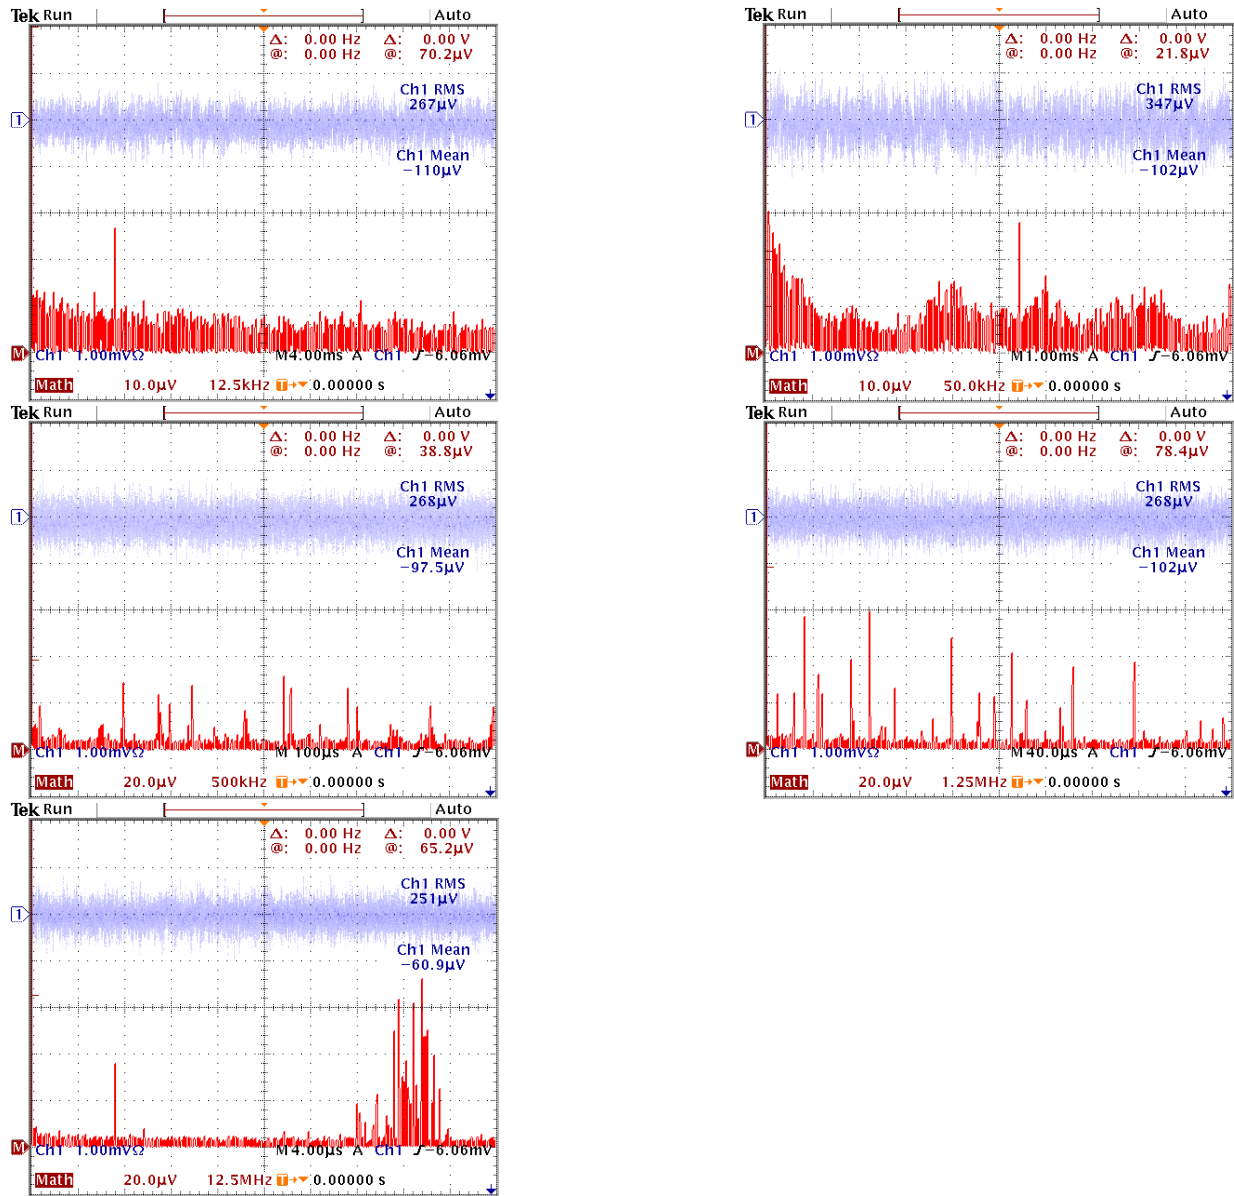 Tek Run Auto
Δ: 0.00 Hz Δ: 0.00 V
@: 0.00 Hz @: 70.2µV
Ch1 RMS
267µV
1
Ch1 Mean
−110µV
M
Ch1 1.00mVΩ M4.00ms A Ch1 ʃ−6.06mV
Math 10.0µV 12.5kHz T→▼ 0.00000 s
Tek Run Auto
Δ: 0.00 Hz Δ: 0.00 V
@: 0.00 Hz @: 21.8µV
Ch1 RMS
347µV
1
Ch1 Mean
−102µV
M
Ch1 1.00mVΩ M1.00ms A Ch1 ʃ−6.06mV
Math 10.0µV 50.0kHz T→▼ 0.00000 s
Tek Run Auto
Δ: 0.00 Hz Δ: 0.00 V
@: 0.00 Hz @: 38.8µV
Ch1 RMS
268µV
1
Ch1 Mean
−97.5µV
M
Ch1 1.00mVΩ M 100µs A Ch1 ʃ−6.06mV
Math 20.0µV 500kHz T→▼ 0.00000 s
Tek Run Auto
Δ: 0.00 Hz Δ: 0.00 V
@: 0.00 Hz @: 78.4µV
Ch1 RMS
268µV
1
Ch1 Mean
−102µV
M
Ch1 1.00mVΩ M 40.0µs A Ch1 ʃ−6.06mV
Math 20.0µV 1.25MHz T→▼ 0.00000 s
Tek Run Auto
Δ: 0.00 Hz Δ: 0.00 V
@: 0.00 Hz @: 65.2µV
Ch1 RMS
251µV
1
Ch1 Mean
−60.9µV
M
Ch1 1.00mVΩ M 4.00µs A Ch1 ʃ−6.06mV
Math 20.0µV 12.5MHz T→▼ 0.00000 s